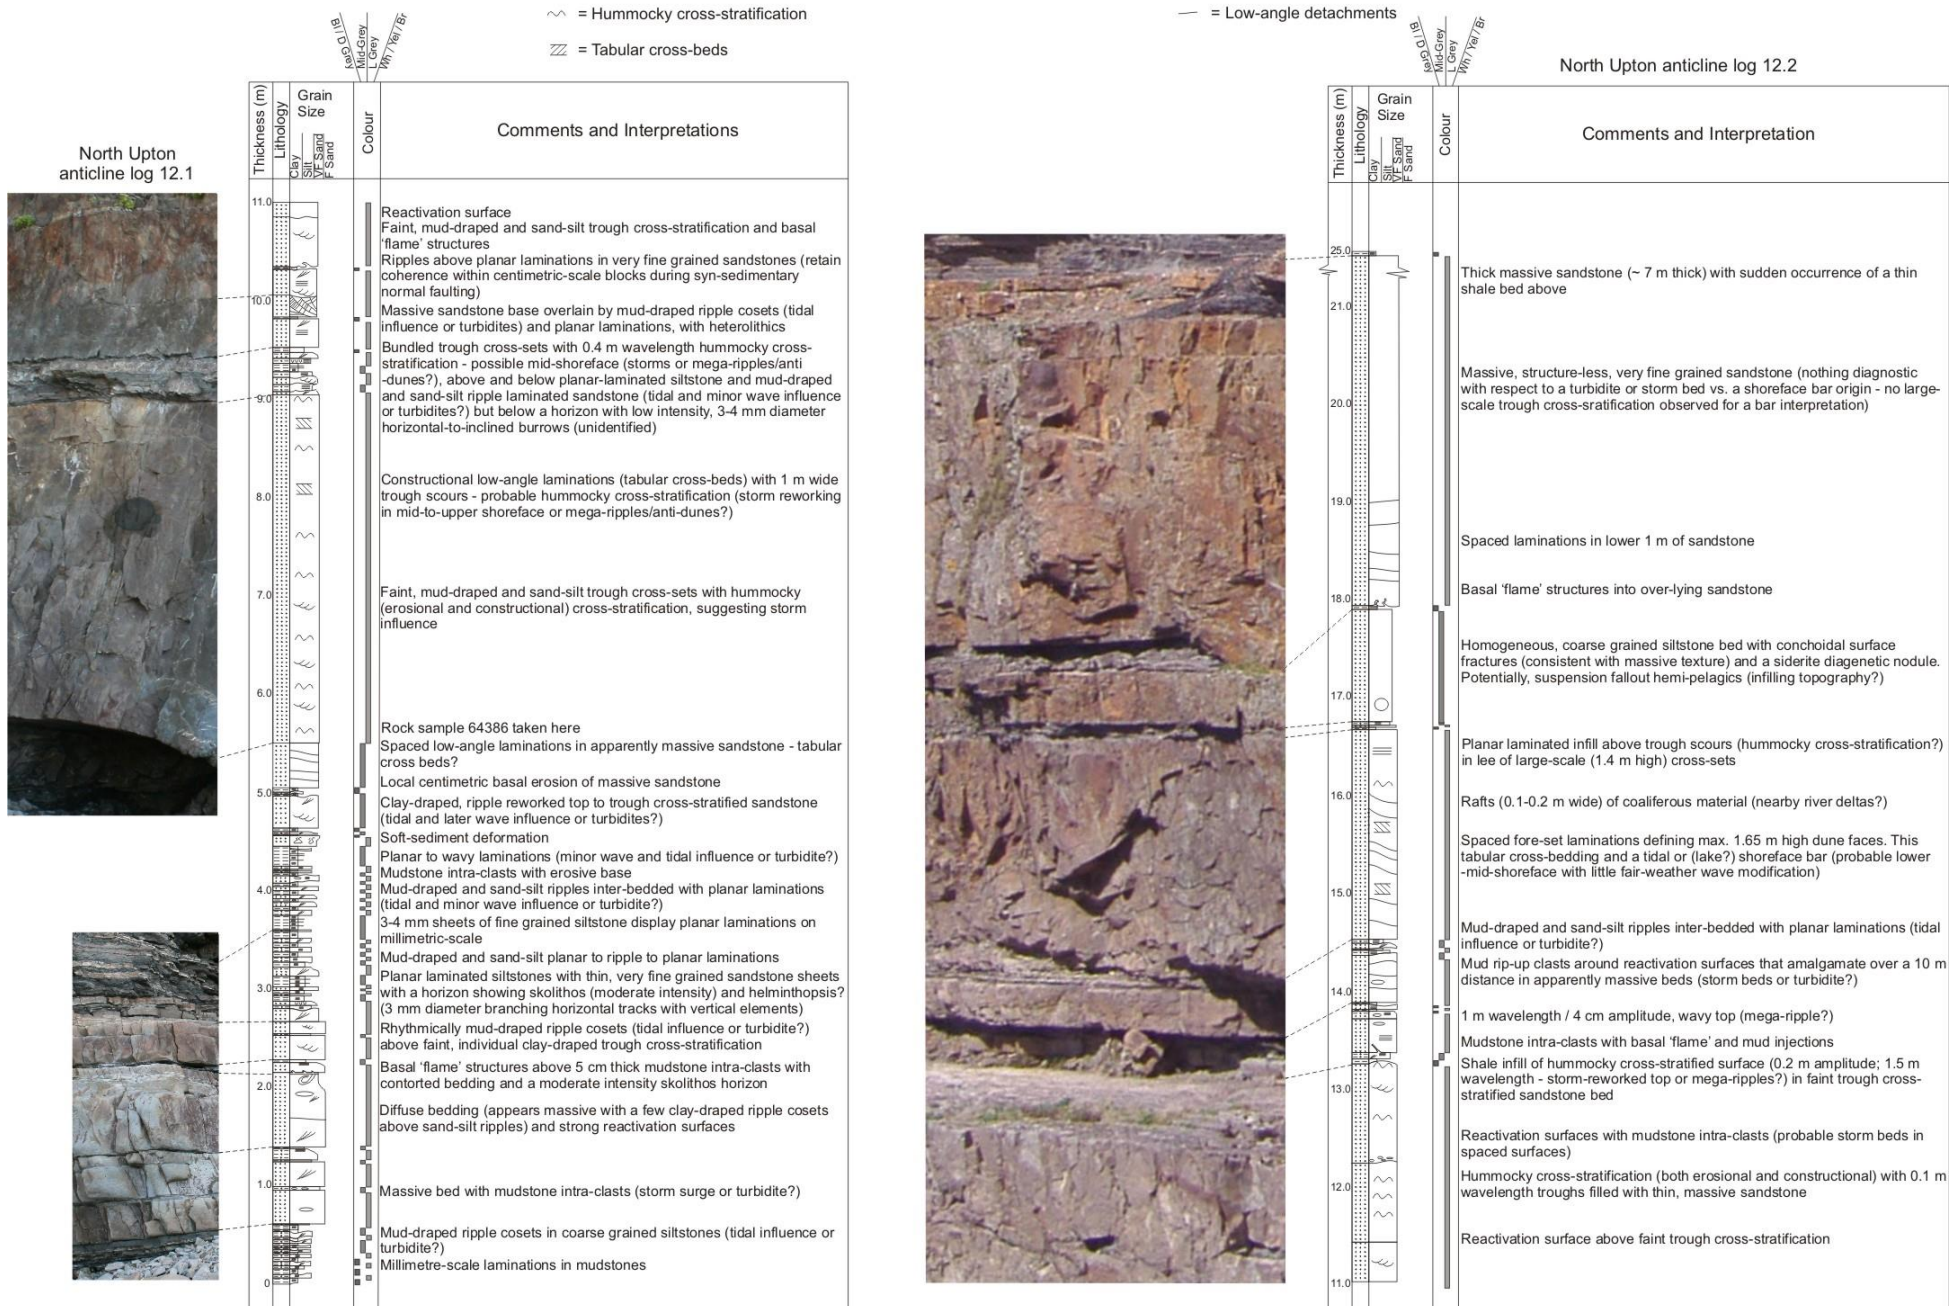 = Hummocky cross-stratification
= Tabular cross-beds
= Low-angle detachments
North Upton
anticline log 12.1
Bl / D Grey
Mid-Grey
L Grey
Wh / Yel / Br
Thickness (m)
Lithology
Grain
Size
Clay
Silt
VF Sand
F Sand
Colour
Comments and Interpretations
11.0
10.0
9.0
8.0
7.0
6.0
5.0
4.0
3.0
2.0
1.0
0
Reactivation surface
Faint, mud-draped and sand-silt trough cross-stratification and basal
'flame' structures
Ripples above planar laminations in very fine grained sandstones (retain
coherence within centimetric-scale blocks during syn-sedimentary
normal faulting)
Massive sandstone base overlain by mud-draped ripple cosets (tidal
influence or turbidites) and planar laminations, with heterolithics
Bundled trough cross-sets with 0.4 m wavelength hummocky cross-
stratification - possible mid-shoreface (storms or mega-ripples/anti
-dunes?), above and below planar-laminated siltstone and mud-draped
and sand-silt ripple laminated sandstone (tidal and minor wave influence
or turbidites?) but below a horizon with low intensity, 3-4 mm diameter
horizontal-to-inclined burrows (unidentified)
Constructional low-angle laminations (tabular cross-beds) with 1 m wide
trough scours - probable hummocky cross-stratification (storm reworking
in mid-to-upper shoreface or mega-ripples/anti-dunes?)
Faint, mud-draped and sand-silt trough cross-sets with hummocky
(erosional and constructional) cross-stratification, suggesting storm
influence
Rock sample 64386 taken here
Spaced low-angle laminations in apparently massive sandstone - tabular
cross beds?
Local centimetric basal erosion of massive sandstone
Clay-draped, ripple reworked top to trough cross-stratified sandstone
(tidal and later wave influence or turbidites?)
Soft-sediment deformation
Planar to wavy laminations (minor wave and tidal influence or turbidite?)
Mudstone intra-clasts with erosive base
Mud-draped and sand-silt ripples inter-bedded with planar laminations
(tidal and minor wave influence or turbidite?)
3-4 mm sheets of fine grained siltstone display planar laminations on
millimetric-scale
Mud-draped and sand-silt planar to ripple to planar laminations
Planar laminated siltstones with thin, very fine grained sandstone sheets
with a horizon showing skolithos (moderate intensity) and helminthopsis?
(3 mm diameter branching horizontal tracks with vertical elements)
Rhythmically mud-draped ripple cosets (tidal influence or turbidite?)
above faint, individual clay-draped trough cross-stratification
Basal 'flame' structures above 5 cm thick mudstone intra-clasts with
contorted bedding and a moderate intensity skolithos horizon
Diffuse bedding (appears massive with a few clay-draped ripple cosets
above sand-silt ripples) and strong reactivation surfaces
Massive bed with mudstone intra-clasts (storm surge or turbidite?)
Mud-draped ripple cosets in coarse grained siltstones (tidal influence or
turbidite?)
Millimetre-scale laminations in mudstones
North Upton anticline log 12.2
Bl / D Grey
Mid-Grey
L Grey
Wh / Yel / Br
Thickness (m)
Lithology
Grain
Size
Clay
Silt
VF Sand
F Sand
Colour
Comments and Interpretation
25.0
21.0
20.0
19.0
18.0
17.0
16.0
15.0
14.0
13.0
12.0
11.0
Thick massive sandstone (~ 7 m thick) with sudden occurrence of a thin
shale bed above
Massive, structure-less, very fine grained sandstone (nothing diagnostic
with respect to a turbidite or storm bed vs. a shoreface bar origin - no large-
scale trough cross-sratification observed for a bar interpretation)
Spaced laminations in lower 1 m of sandstone
Basal 'flame' structures into over-lying sandstone
Homogeneous, coarse grained siltstone bed with conchoidal surface
fractures (consistent with massive texture) and a siderite diagenetic nodule.
Potentially, suspension fallout hemi-pelagics (infilling topography?)
Planar laminated infill above trough scours (hummocky cross-stratification?)
in lee of large-scale (1.4 m high) cross-sets
Rafts (0.1-0.2 m wide) of coaliferous material (nearby river deltas?)
Spaced fore-set laminations defining max. 1.65 m high dune faces. This
tabular cross-bedding and a tidal or (lake?) shoreface bar (probable lower
-mid-shoreface with little fair-weather wave modification)
Mud-draped and sand-silt ripples inter-bedded with planar laminations (tidal
influence or turbidite?)
Mud rip-up clasts around reactivation surfaces that amalgamate over a 10 m
distance in apparently massive beds (storm beds or turbidite?)
1 m wavelength / 4 cm amplitude, wavy top (mega-ripple?)
Mudstone intra-clasts with basal 'flame' and mud injections
Shale infill of hummocky cross-stratified surface (0.2 m amplitude; 1.5 m
wavelength - storm-reworked top or mega-ripples?) in faint trough cross-
stratified sandstone bed
Reactivation surfaces with mudstone intra-clasts (probable storm beds in
spaced surfaces)
Hummocky cross-stratification (both erosional and constructional) with 0.1 m
wavelength troughs filled with thin, massive sandstone
Reactivation surface above faint trough cross-stratification